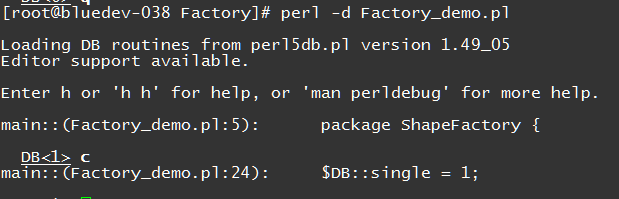 DB<0> q
[root@bluedev-038 Factory]# perl -d Factory_demo.pl
Loading DB routines from perl5db.pl version 1.49_05
Editor support available.
Enter h or 'h h' for help, or 'man perldebug' for more help.
main::(Factory_demo.pl:5):      package ShapeFactory {
DB<1> c
main::(Factory_demo.pl:24):     $DB::single = 1;